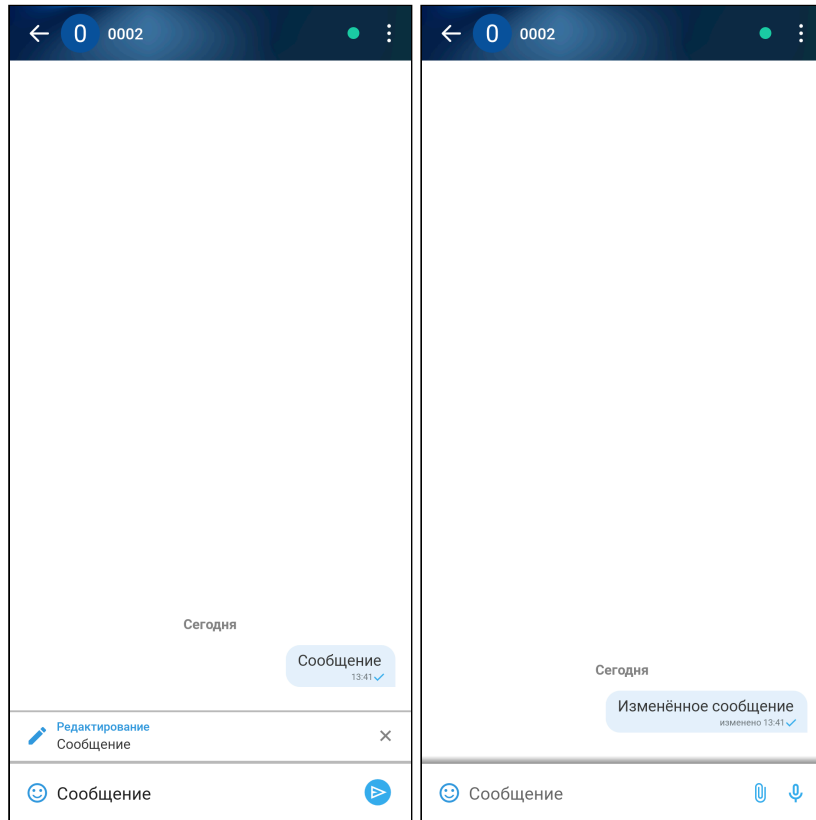 0 0002
Сегодня
Сообщение
13:41
Редактирование
Сообщение
Сообщение
0 0002
Сегодня
Изменённое сообщение
изменено 13:41
Сообщение